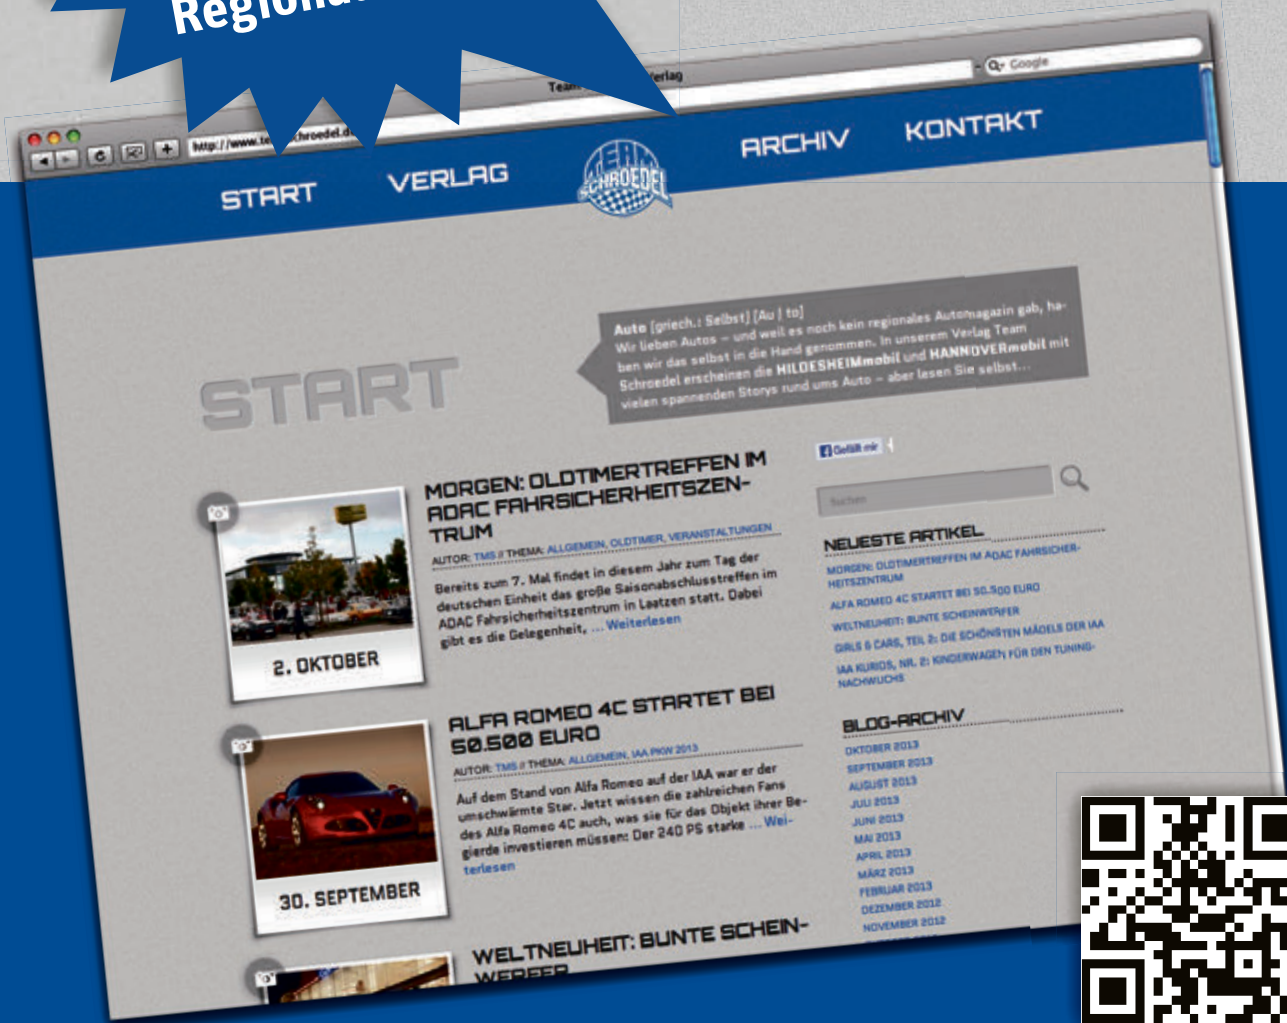 http://www.te
hroedel.d
Team
erlag
Google
START
VERLAG
TEAM
SCHROEDEL
ARCHIV
KONTAKT
START
Auto [griech.: Selbst] [Au | to]
Wir lieben Autos – und weil es noch kein regionales Automagazin gab, ha-
ben wir das selbst in die Hand genommen. In unserem Verlag Team
Schroedel erscheinen die HILDESHEIMmobil und HANNOVERmobil mit
vielen spannenden Storys rund ums Auto – aber lesen Sie selbst...
MORGEN: OLDTIMERTREFFEN IM
ADAC FAHRSICHERHEITSZEN-
TRUM
AUTOR: TMS // THEMA: ALLGEMEIN, OLDTIMER, VERANSTALTUNGEN
Bereits zum 7. Mal findet in diesem Jahr zum Tag der
deutschen Einheit das große Saisonabschlusstreffen im
ADAC Fahrsicherheitszentrum in Laatzen statt. Dabei
gibt es die Gelegenheit, ... Weiterlesen
2. OKTOBER
ALFA ROMEO 4C STARTET BEI
50.500 EURO
AUTOR: TMS // THEMA: ALLGEMEIN, IAA PKW 2013
Auf dem Stand von Alfa Romeo auf der IAA war er der
umschwärmte Star. Jetzt wissen die zahlreichen Fans
des Alfa Romeo 4C auch, was sie für das Objekt ihrer Be-
gierde investieren müssen: Der 240 PS starke ... Wei-
terlesen
30. SEPTEMBER
WELTNEUHEIT: BUNTE SCHEIN-
WERFER
Gefällt mir
Suchen
NEUESTE ARTIKEL
MORGEN: OLDTIMERTREFFEN IM ADAC FAHRSICHER-
HEITSZENTRUM
ALFA ROMEO 4C STARTET BEI 50.500 EURO
WELTNEUHEIT: BUNTE SCHEINWERFER
GIRLS & CARS, TEIL 2: DIE SCHÖNSTEN MÄDELS DER IAA
IAA KURIOS, NR. 2: KINDERWAGEN FÜR DEN TUNING-
NACHWUCHS
BLOG-ARCHIV
OKTOBER 2013
SEPTEMBER 2013
AUGUST 2013
JULI 2013
JUNI 2013
MAI 2013
APRIL 2013
MÄRZ 2013
FEBRUAR 2013
DEZEMBER 2012
NOVEMBER 2012